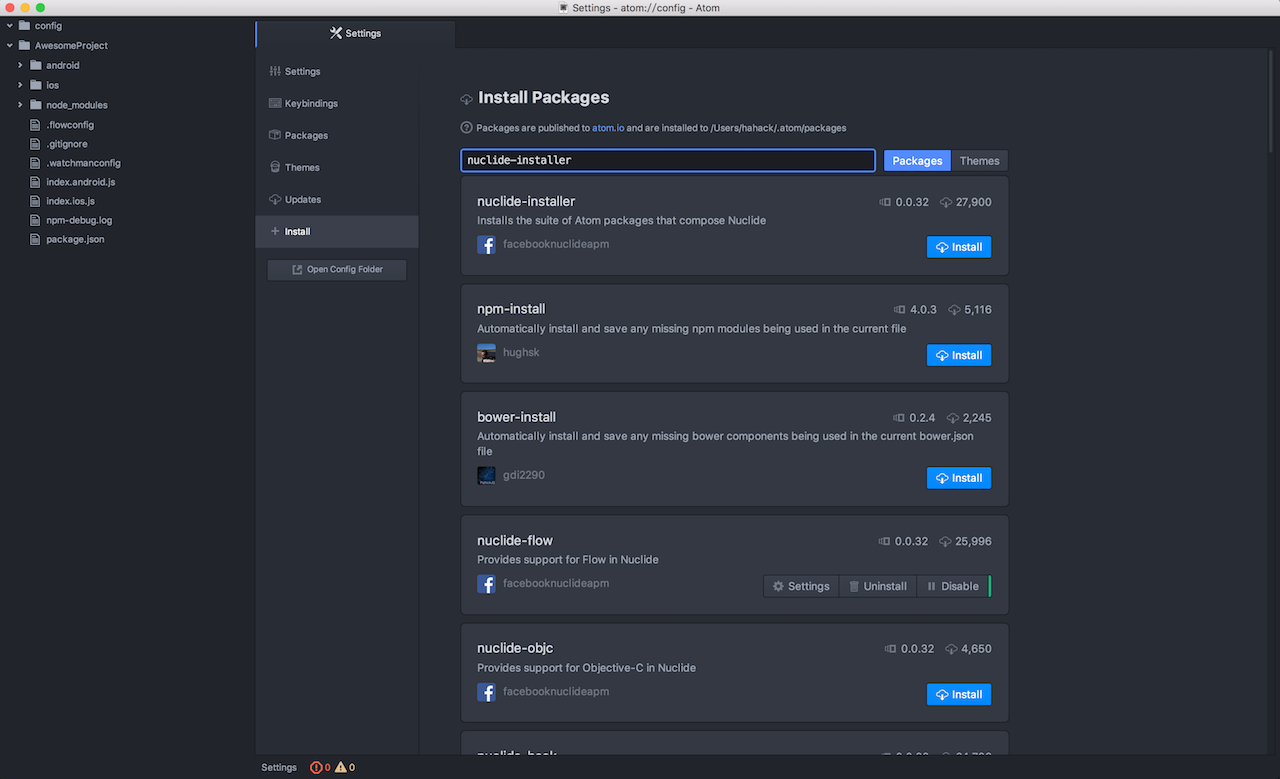 Settings - atom://config - Atom
config
AwesomeProject
android
ios
node_modules
.flowconfig
.gitignore
.watchmanconfig
index.android.js
index.ios.js
npm-debug.log
package.json
Settings
Settings
Keybindings
Packages
Themes
Updates
Install
Open Config Folder
Install Packages
Packages are published to atom.io and are installed to /Users/hahack/.atom/packages
nuclide-installer
Packages Themes
nuclide-installer 0.0.32 27,900
Installs the suite of Atom packages that compose Nuclide
facebooknuclideapm
Install
npm-install 4.0.3 5,116
Automatically install and save any missing npm modules being used in the current file
hughsk
Install
bower-install 0.2.4 2,245
Automatically install and save any missing bower components being used in the current bower.json
file
gdi2290
Install
nuclide-flow 0.0.32 25,996
Provides support for Flow in Nuclide
facebooknuclideapm
Settings Uninstall Disable
nuclide-objc 0.0.32 4,650
Provides support for Objective-C in Nuclide
facebooknuclideapm
Install
Settings 0 0